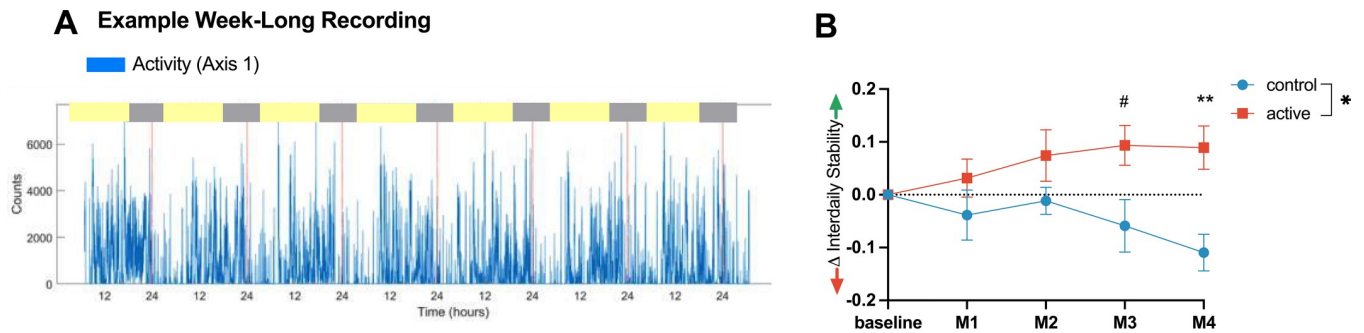 A Example Week-Long Recording
Activity (Axis 1)
6000
4000
2000
0
Counts
12 24 12 24 12 24 12 24 12 24 12 24 12 24
Time (hours)
B
0.2
0.1
0.0
-0.1
-0.2
Δ Interdaily Stability
# **
control
active
*
baseline M1 M2 M3 M4